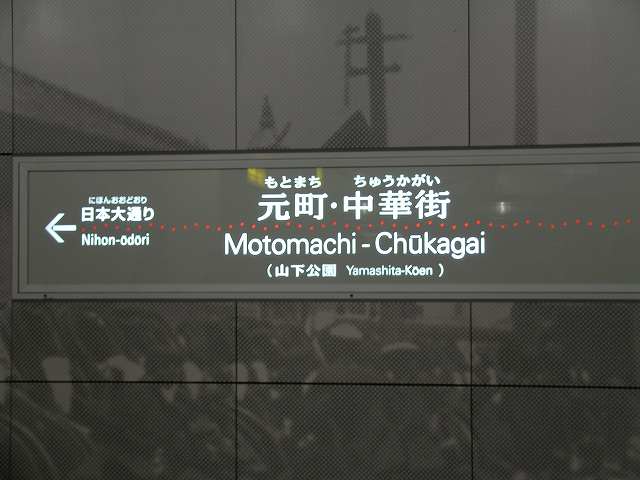 にほんおおどおり
日本大通り
Nihon-ōdōri
もとまち ちゅうかがい
元町・中華街
Motomachi - Chūkagai
(山下公園 Yamashita-Kōen)